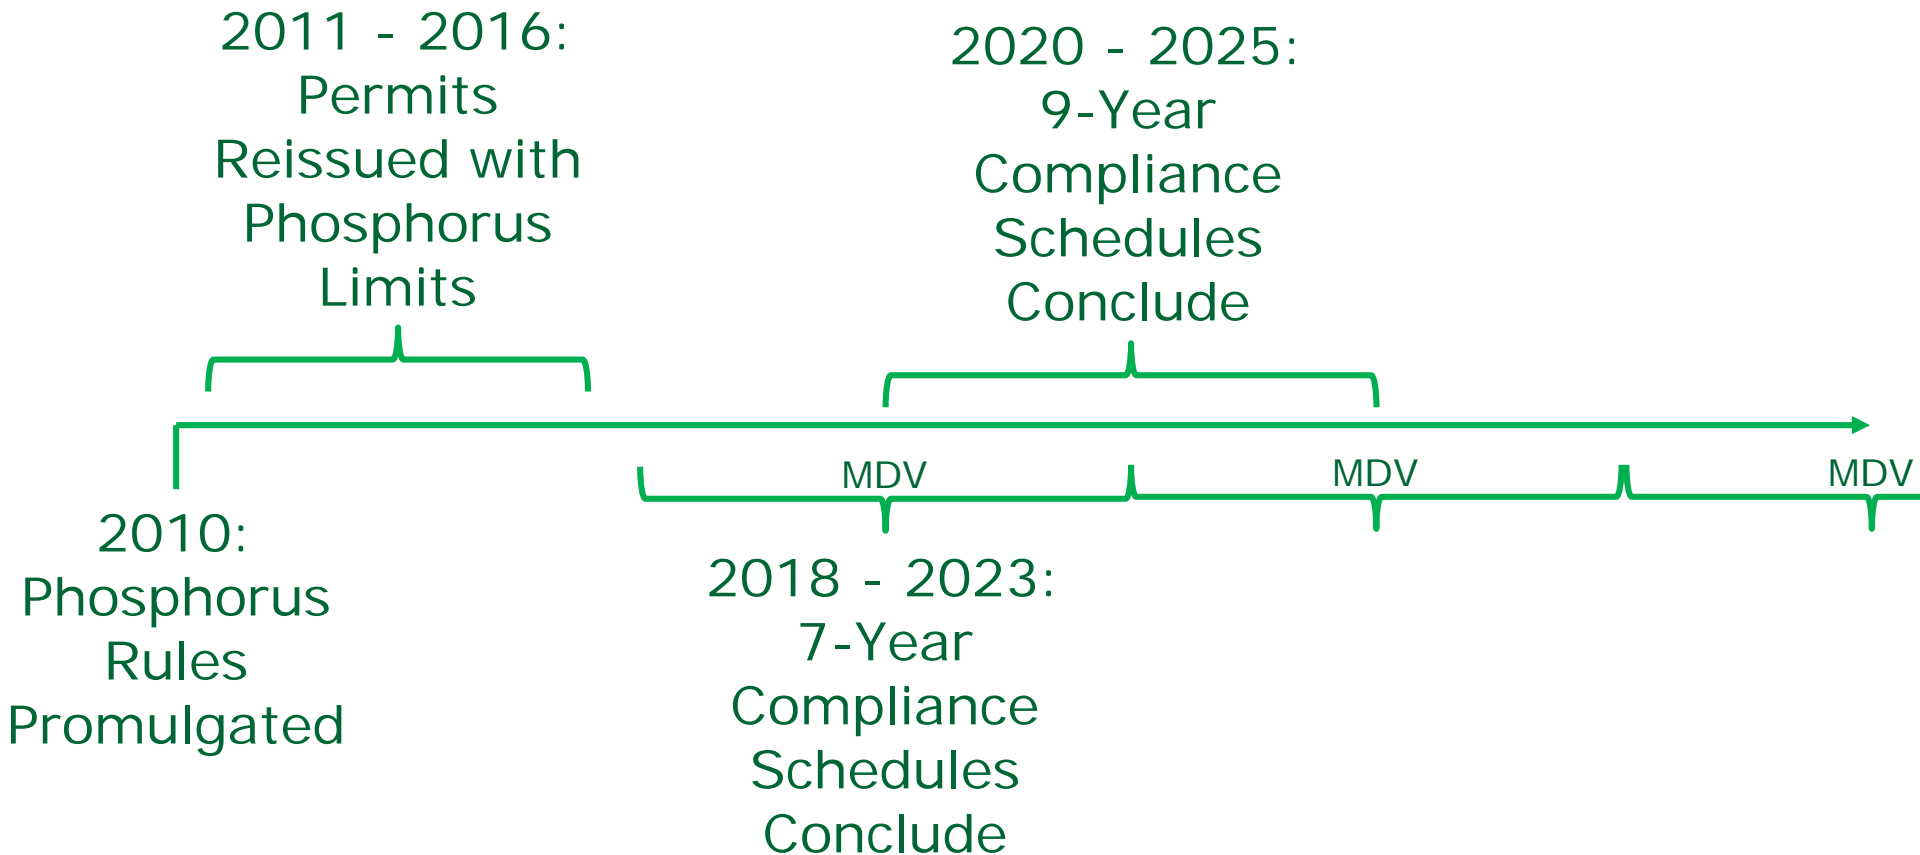 2011 - 2016:
Permits
Reissued with
Phosphorus
Limits
2020 - 2025:
9-Year
Compliance
Schedules
Conclude
MDV
MDV
MDV
2010:
Phosphorus
Rules
Promulgated
2018 - 2023:
7-Year
Compliance
Schedules
Conclude